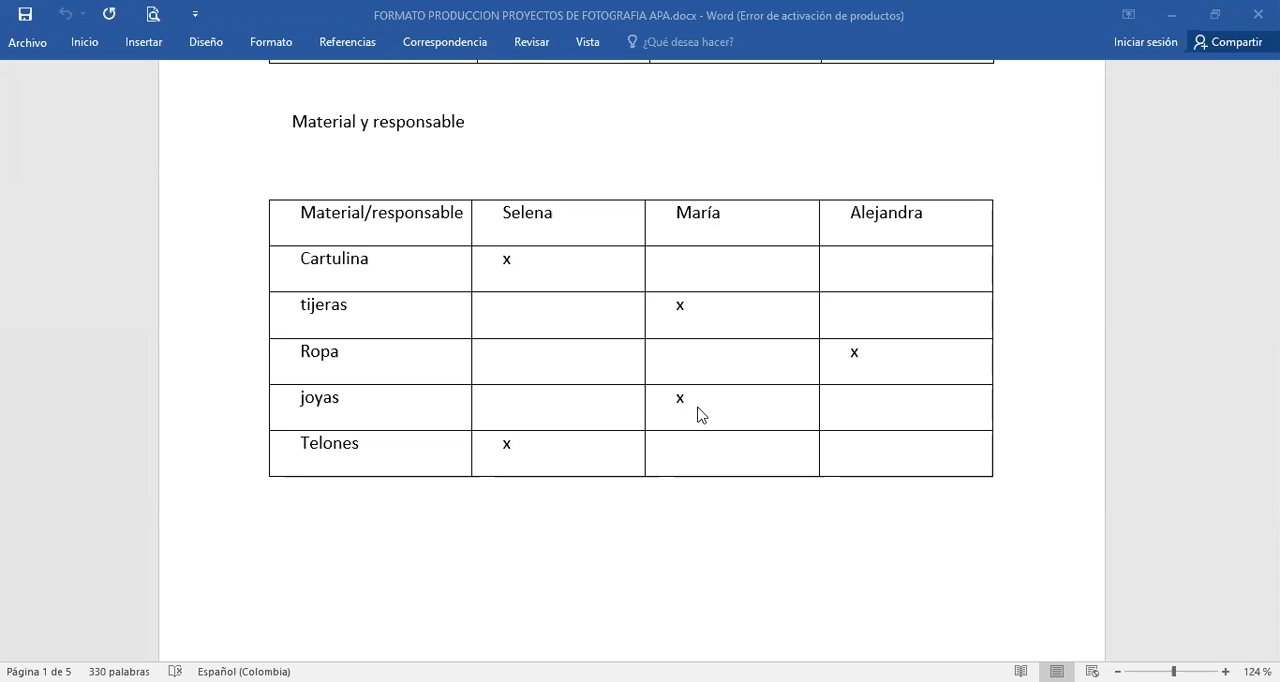 FORMATO PRODUCCION PROYECTOS DE FOTOGRAFIA APA.docx - Word (Error de activación de productos)
Archivo Inicio Insertar Diseño Formato Referencias Correspondencia Revisar Vista ¿Qué desea hacer? Iniciar sesión Compartir
Material y responsable
Material/responsable Selena María Alejandra
Cartulina x
tijeras x
Ropa x
joyas x
Telones x
Página 1 de 5 330 palabras Español (Colombia) - + 124 %